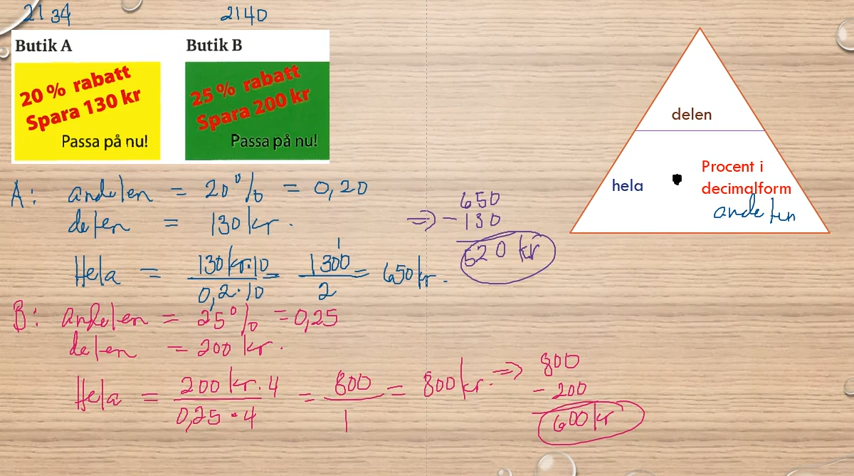 2134
2140
Butik A
Butik B
20 % rabatt
Spara 130 kr
Passa på nu!
25 % rabatt
Spara 200 kr
Passa på nu!
delen
hela • Procent i
decimalform
andelen
A: andelen = 20 % = 0,20
delen = 130 kr.
Hela = 130 kr·10 / 0,2·10 = 1300 / 2 = 650 kr.
=> 650
- 130
520 kr
B: andelen = 25 % = 0,25
delen = 200 kr.
Hela = 200 kr·4 / 0,25·4 = 800 / 1 = 800 kr. => 800
- 200
600 kr